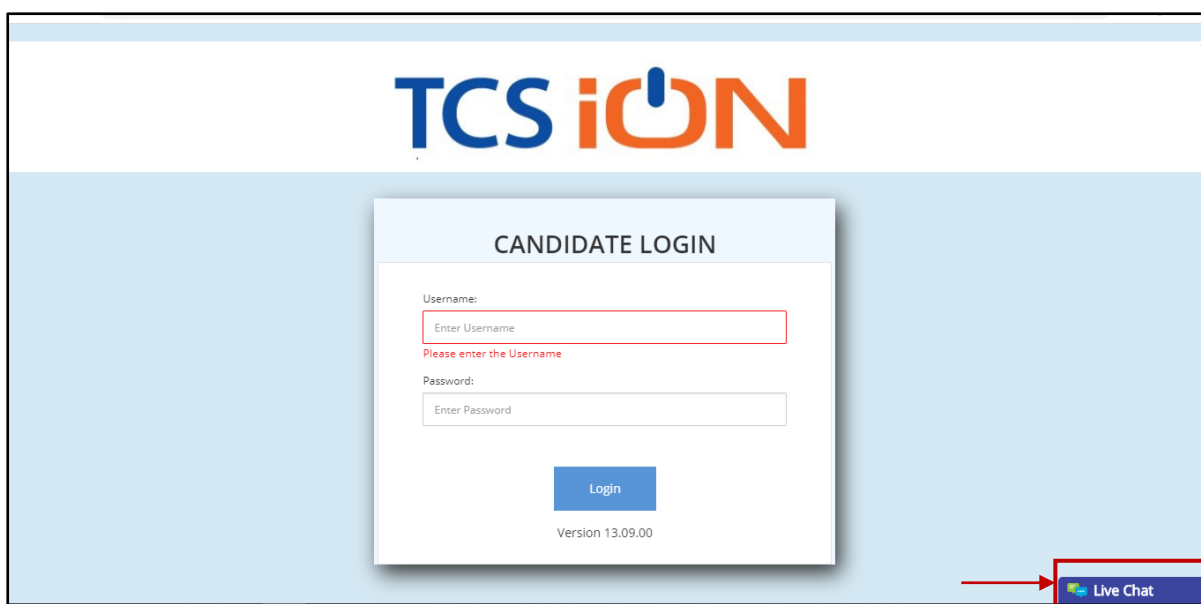 TCS iON
CANDIDATE LOGIN
Username:
Enter Username
Please enter the Username
Password:
Enter Password
Login
Version 13.09.00
Live Chat